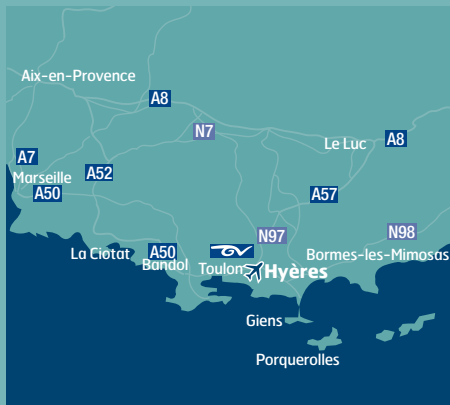 Aix-en-Provence
A8
N7
Le Luc
A8
A7
Marseille
A52
A50
A57
N98
N97
La Ciotat
A50
Bandol
TGV
Toulon
Hyères
Bormes-les-Mimosas
Giens
Porquerolles